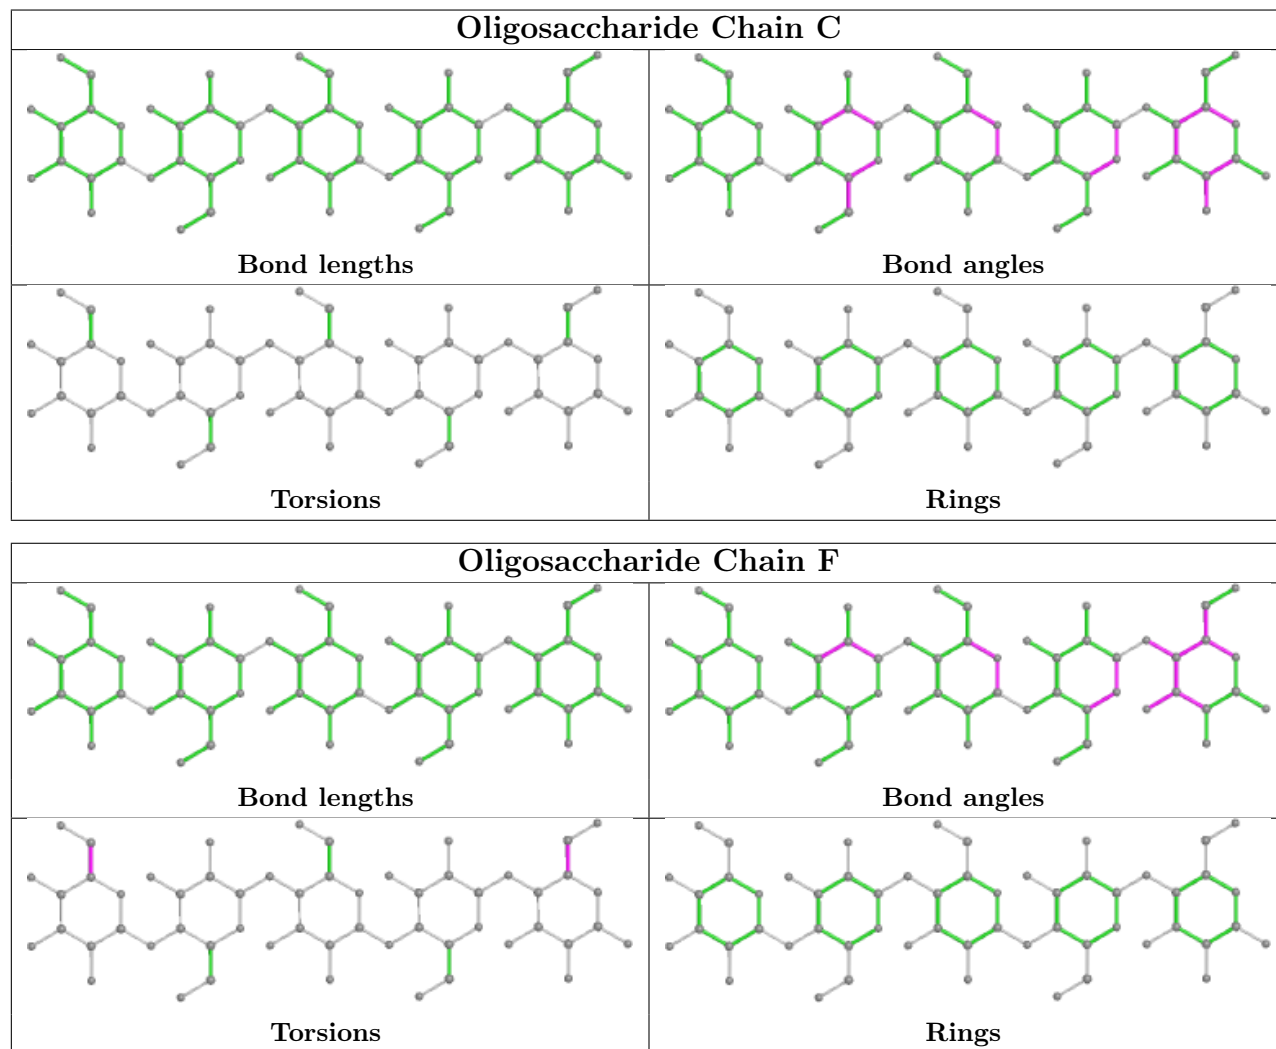 Oligosaccharide Chain C
Bond lengths
Bond angles
Torsions
Rings
Oligosaccharide Chain F
Bond lengths
Bond angles
Torsions
Rings